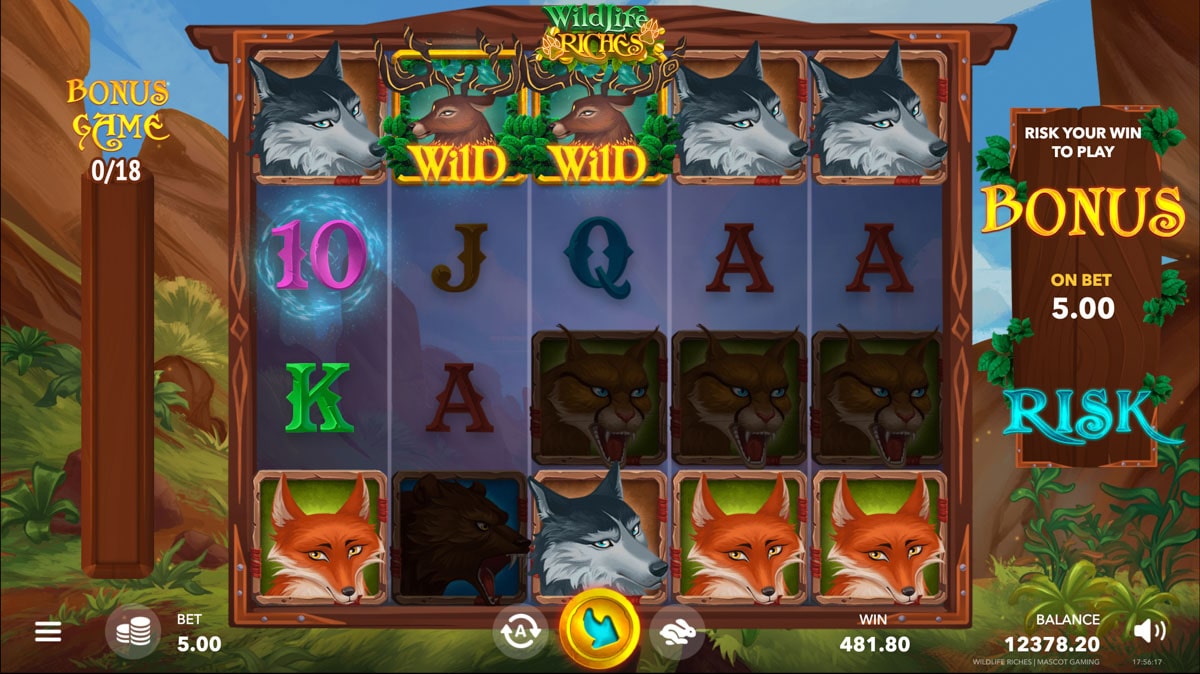 WILDLIFE
RICHES
BONUS
GAME
0/18
WILD
WILD
RISK YOUR WIN
TO PLAY
BONUS
ON BET
5.00
RISK
10
J
Q
A
A
K
A
BET
5.00
A
WIN
481.80
BALANCE
12378.20
WILDLIFE RICHES | MASCOT GAMING
17:56:17